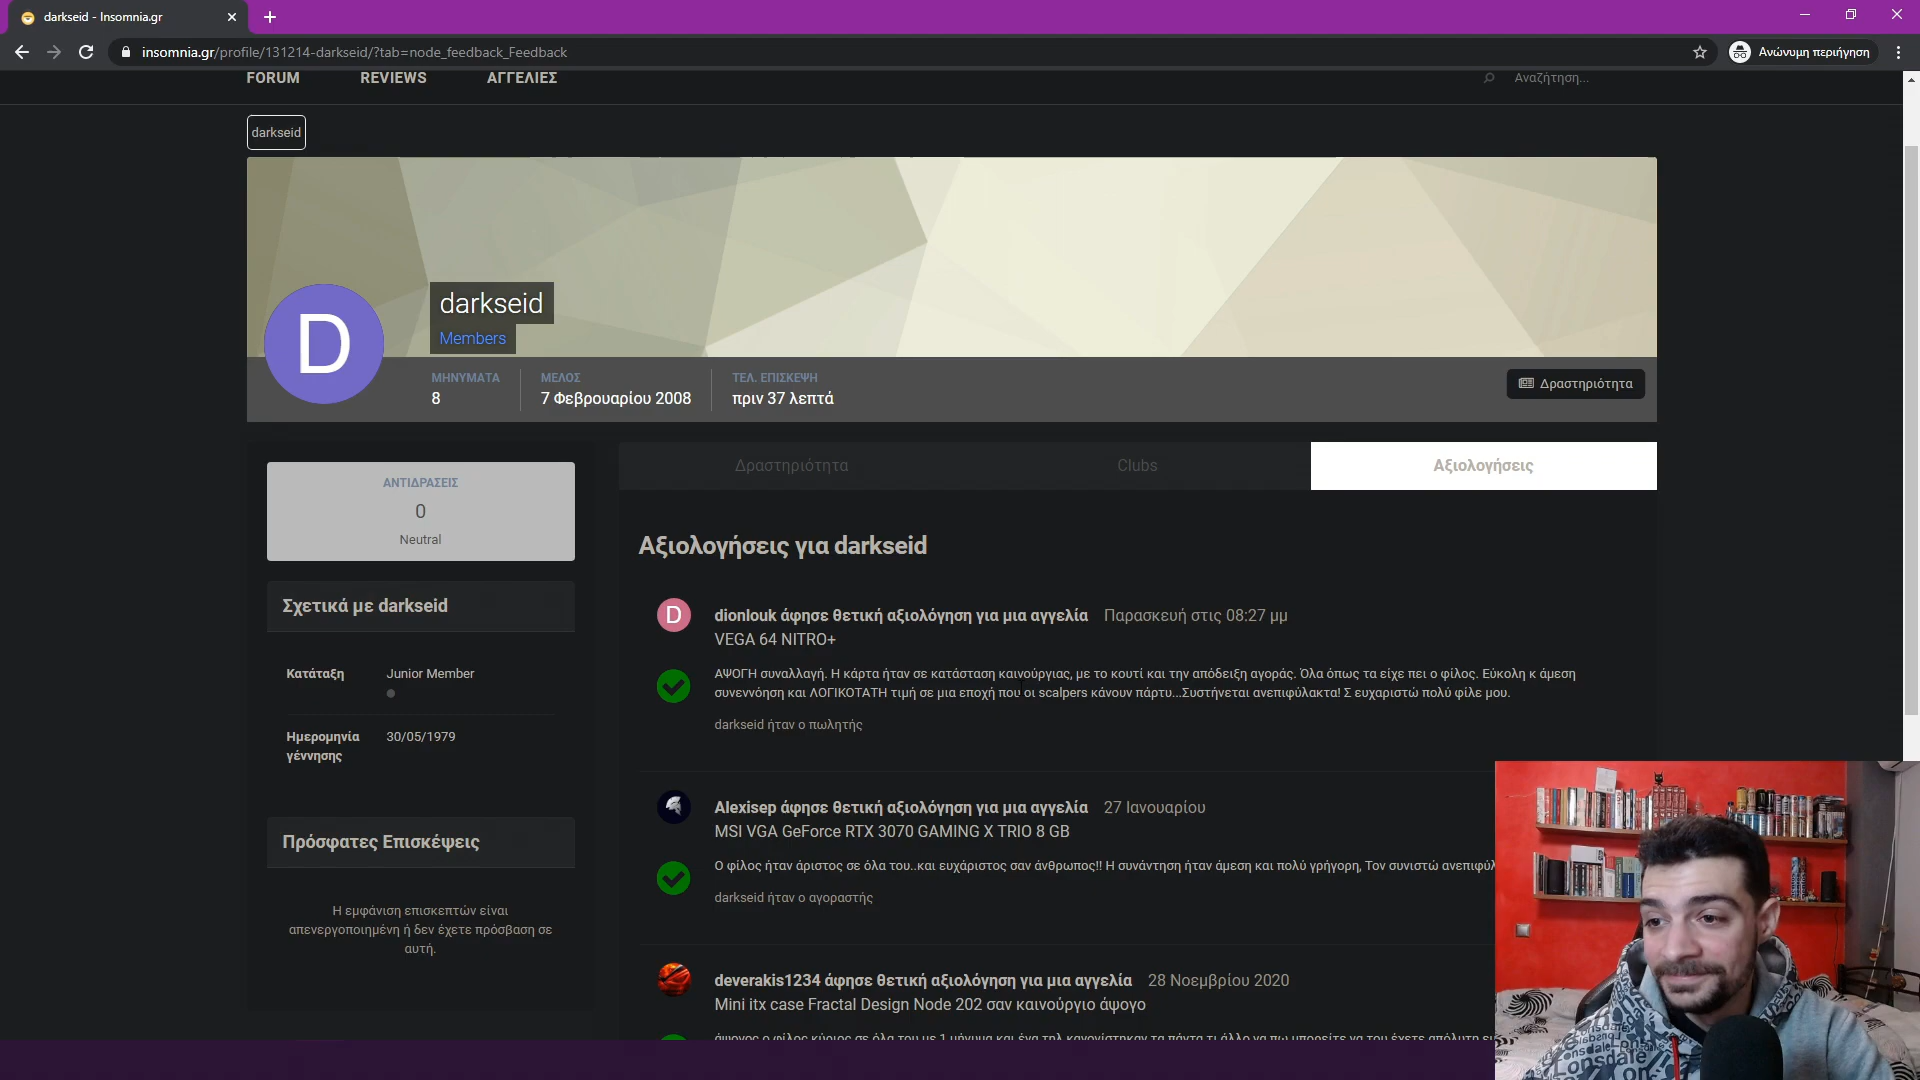 darkseid - Insomnia.gr
insomnia.gr/profile/131214-darkseid/?tab=node_feedback_Feedback
Ανώνυμη περιήγηση
FORUM
REVIEWS
ΑΓΓΕΛΙΕΣ
Αναζήτηση...
darkseid
D
darkseid
Members
ΜΗΝΥΜΑΤΑ
8
ΜΕΛΟΣ
7 Φεβρουαρίου 2008
ΤΕΛ. ΕΠΙΣΚΕΨΗ
πριν 37 λεπτά
Δραστηριότητα
ΑΝΤΙΔΡΑΣΕΙΣ
0
Neutral
Σχετικά με darkseid
Κατάταξη
Junior Member
Ημερομηνία
γέννησης
30/05/1979
Πρόσφατες Επισκέψεις
Η εμφάνιση επισκεπτών είναι
απενεργοποιημένη ή δεν έχετε πρόσβαση σε
αυτή.
Δραστηριότητα
Clubs
Αξιολογήσεις
Αξιολογήσεις για darkseid
D
dionlouk άφησε θετική αξιολόγηση για μια αγγελία Παρασκευή στις 08:27 μμ
VEGA 64 NITRO+
ΑΨΟΓΗ συναλλαγή. Η κάρτα ήταν σε κατάσταση καινούργιας, με το κουτί και την απόδειξη αγοράς. Όλα όπως τα είχε πει ο φίλος. Εύκολη κ άμεση
συνεννόηση και ΛΟΓΙΚΟΤΑΤΗ τιμή σε μια εποχή που οι scalpers κάνουν πάρτυ...Συστήνεται ανεπιφύλακτα! Σ ευχαριστώ πολύ φίλε μου.
darkseid ήταν ο πωλητής
Alexisep άφησε θετική αξιολόγηση για μια αγγελία 27 Ιανουαρίου
MSI VGA GeForce RTX 3070 GAMING X TRIO 8 GB
Ο φίλος ήταν άριστος σε όλα του..και ευχάριστος σαν άνθρωπος!! Η συνάντηση ήταν άμεση και πολύ γρήγορη, Τον συνιστώ ανεπιφύλ
darkseid ήταν ο αγοραστής
deverakis1234 άφησε θετική αξιολόγηση για μια αγγελία 28 Νοεμβρίου 2020
Mini itx case Fractal Design Node 202 σαν καινούργιο άψογο
Lonsdale